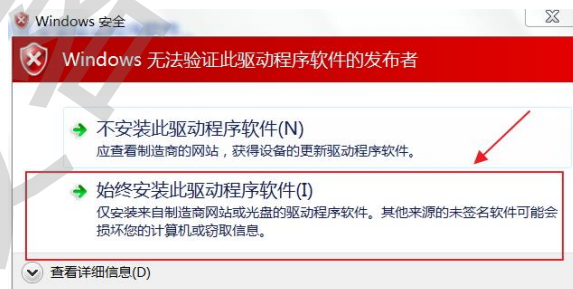 Windows 安全
Windows 无法验证此驱动程序软件的发布者
不安装此驱动程序软件(N)
应查看制造商的网站，获得设备的更新驱动程序软件。
始终安装此驱动程序软件(I)
仅安装来自制造商网站或光盘的驱动程序软件。其他来源的未签名软件可能会
损坏您的计算机或窃取信息。
查看详细信息(D)